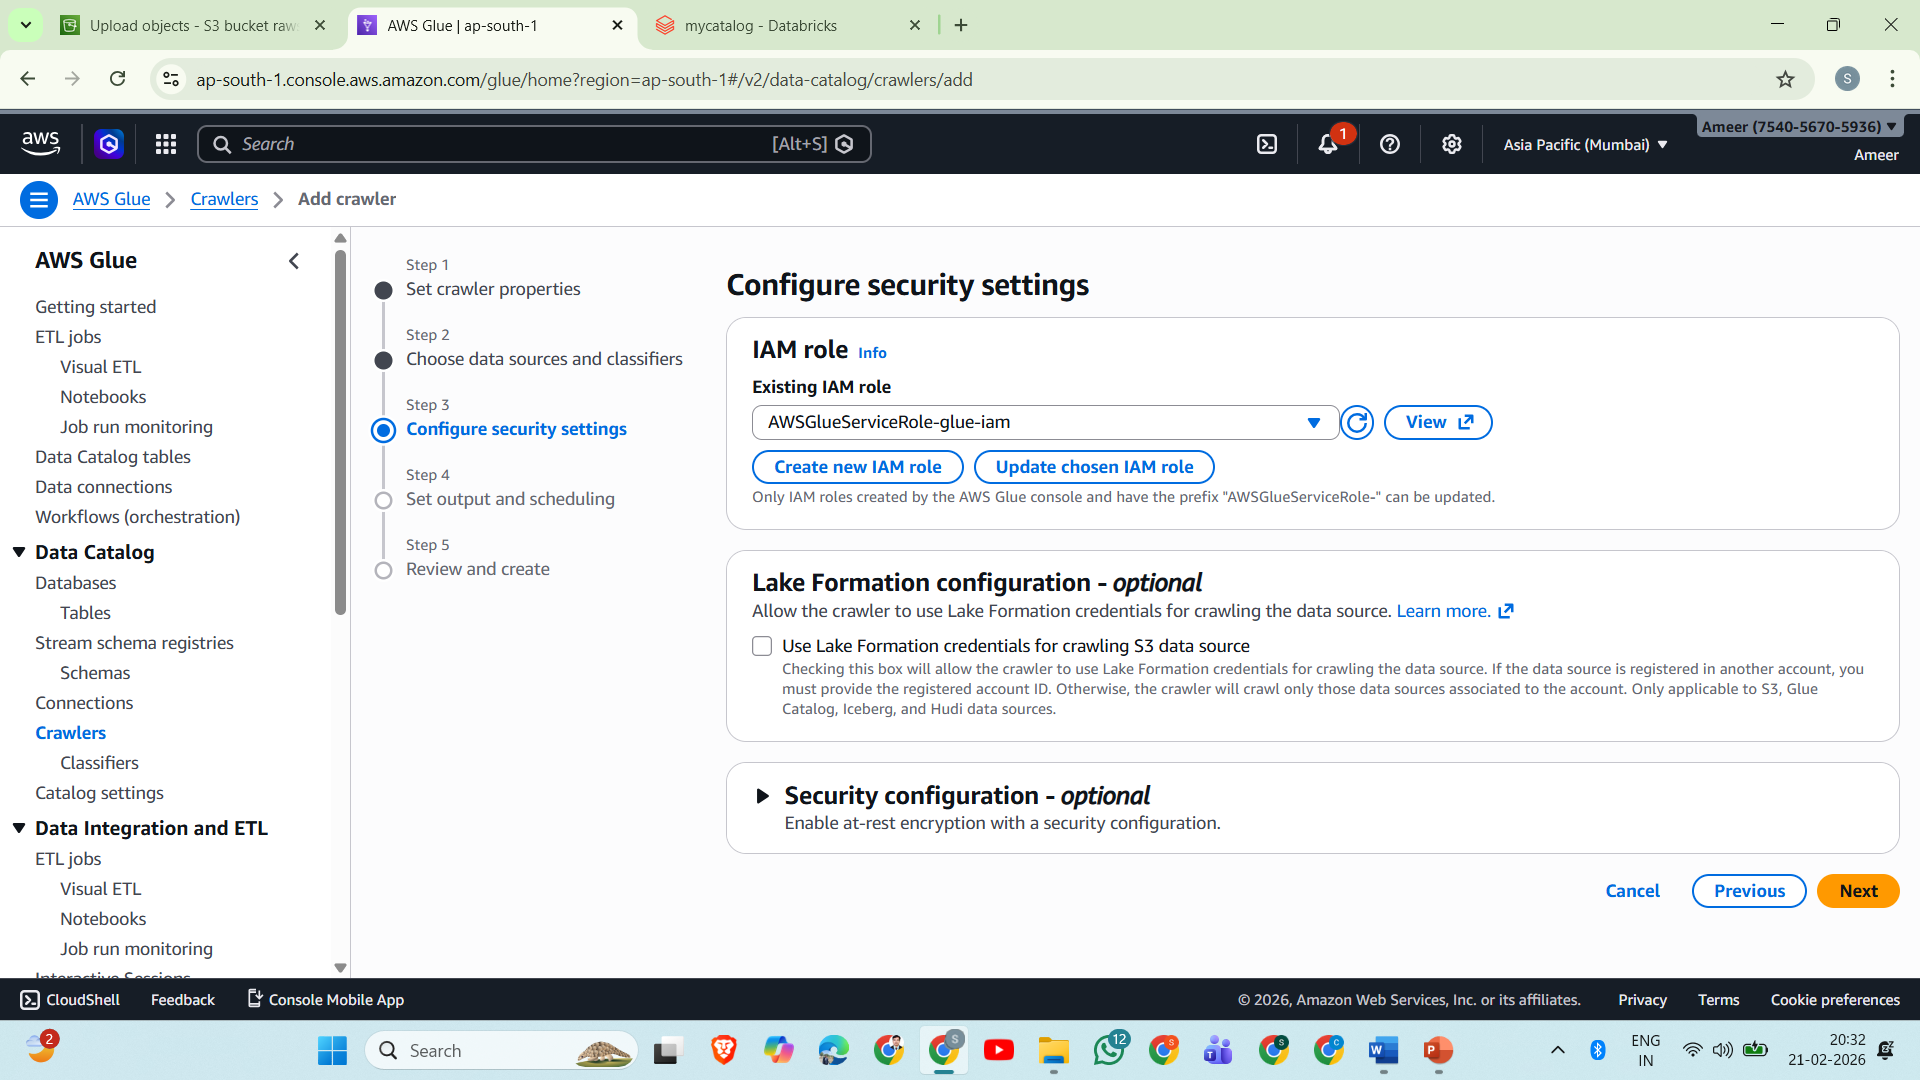 Upload objects - S3 bucket raw
AWS Glue | ap-south-1
mycatalog - Databricks
ap-south-1.console.aws.amazon.com/glue/home?region=ap-south-1#/v2/data-catalog/crawlers/add
S
aws
Search
[Alt+S]
1
Asia Pacific (Mumbai)
Ameer (7540-5670-5936)
Ameer
AWS Glue
Crawlers
Add crawler
AWS Glue
Getting started
ETL jobs
Visual ETL
Notebooks
Job run monitoring
Data Catalog tables
Data connections
Workflows (orchestration)
Data Catalog
Databases
Tables
Stream schema registries
Schemas
Connections
Crawlers
Classifiers
Catalog settings
Data Integration and ETL
ETL jobs
Visual ETL
Notebooks
Job run monitoring
Interactive Sessions
Step 1
Set crawler properties
Step 2
Choose data sources and classifiers
Step 3
Configure security settings
Step 4
Set output and scheduling
Step 5
Review and create
Configure security settings
IAM role Info
Existing IAM role
AWSGlueServiceRole-glue-iam
View
Create new IAM role
Update chosen IAM role
Only IAM roles created by the AWS Glue console and have the prefix "AWSGlueServiceRole-" can be updated.
Lake Formation configuration - optional
Allow the crawler to use Lake Formation credentials for crawling the data source. Learn more.
Use Lake Formation credentials for crawling S3 data source
Checking this box will allow the crawler to use Lake Formation credentials for crawling the data source. If the data source is registered in another account, you
must provide the registered account ID. Otherwise, the crawler will crawl only those data sources associated to the account. Only applicable to S3, Glue
Catalog, Iceberg, and Hudi data sources.
Security configuration - optional
Enable at-rest encryption with a security configuration.
Cancel
Previous
Next
CloudShell
Feedback
Console Mobile App
© 2026, Amazon Web Services, Inc. or its affiliates.
Privacy
Terms
Cookie preferences
2
Search
S
12
S
S
C
W
P
T
ENG
IN
20:32
21-02-2026